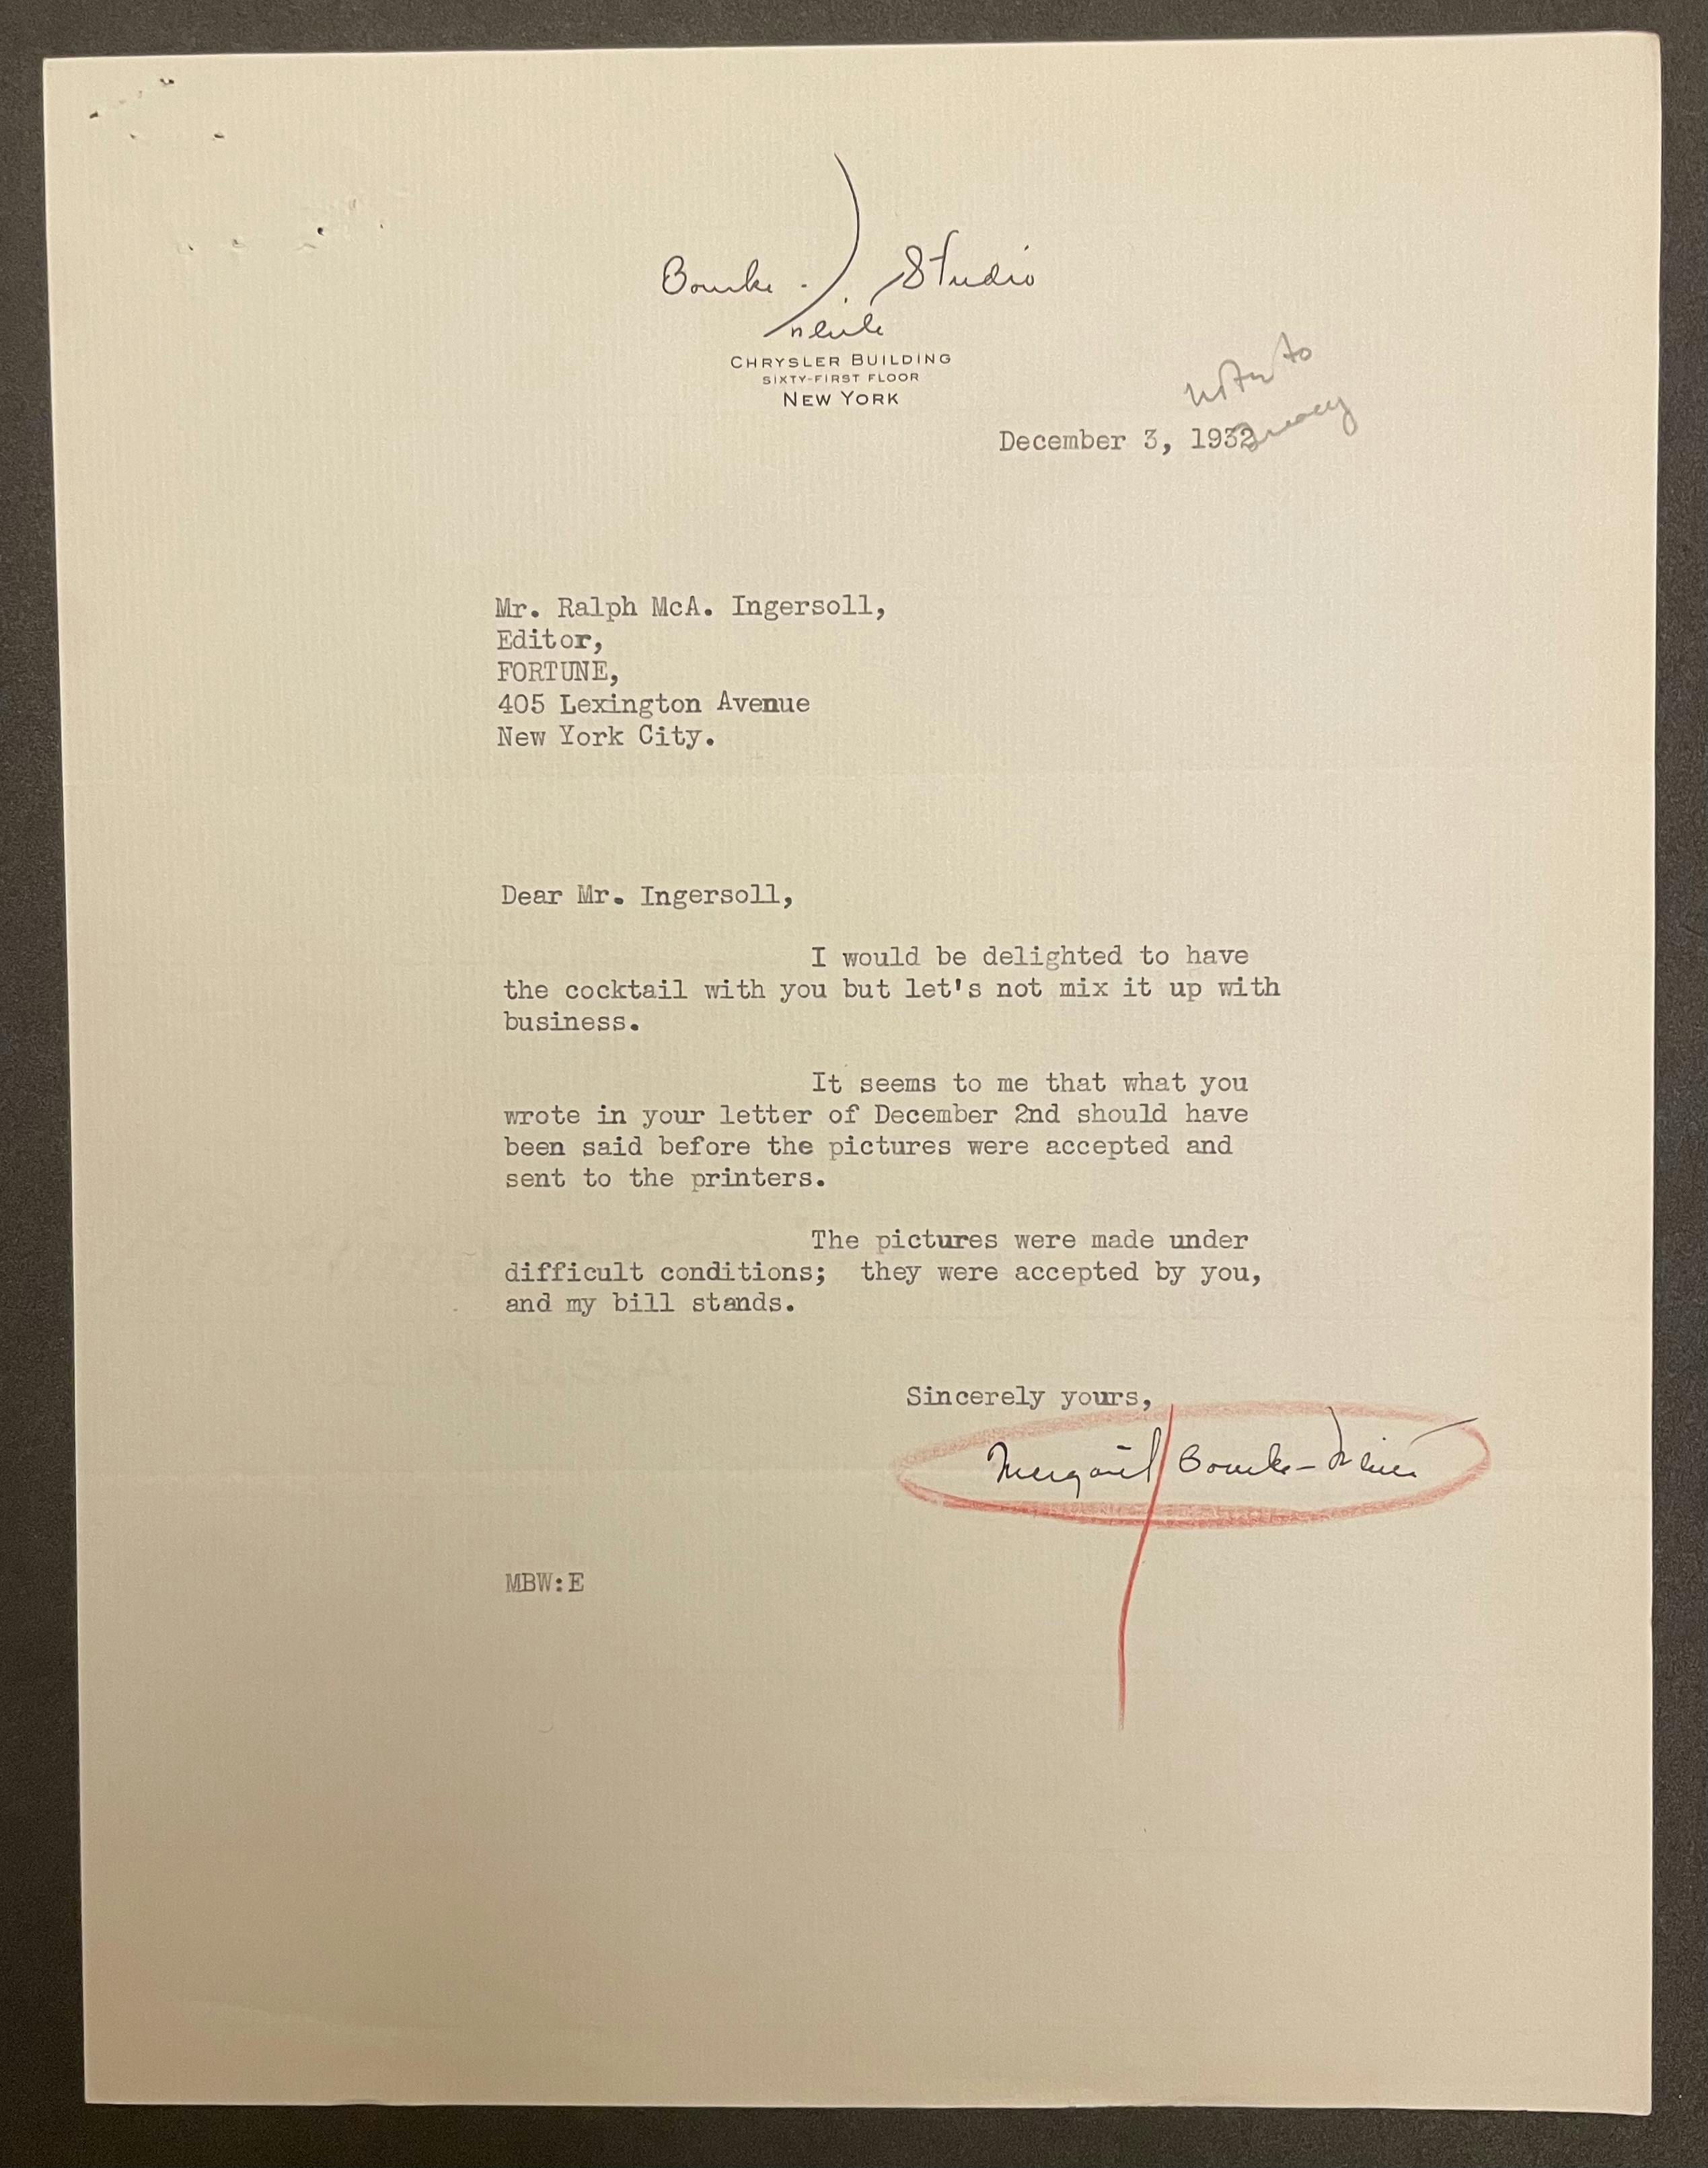 Bourke-White Studio
CHRYSLER BUILDING
SIXTY-FIRST FLOOR
NEW YORK
to
December 3, 1932
Mr. Ralph McA. Ingersoll,
Editor,
FORTUNE,
405 Lexington Avenue
New York City.
Dear Mr. Ingersoll,
I would be delighted to have
the cocktail with you but let's not mix it up with
business.
It seems to me that what you
wrote in your letter of December 2nd should have
been said before the pictures were accepted and
sent to the printers.
The pictures were made under
difficult conditions;  they were accepted by you,
and my bill stands.
Sincerely yours,
Margaret Bourke-White
MBW:E